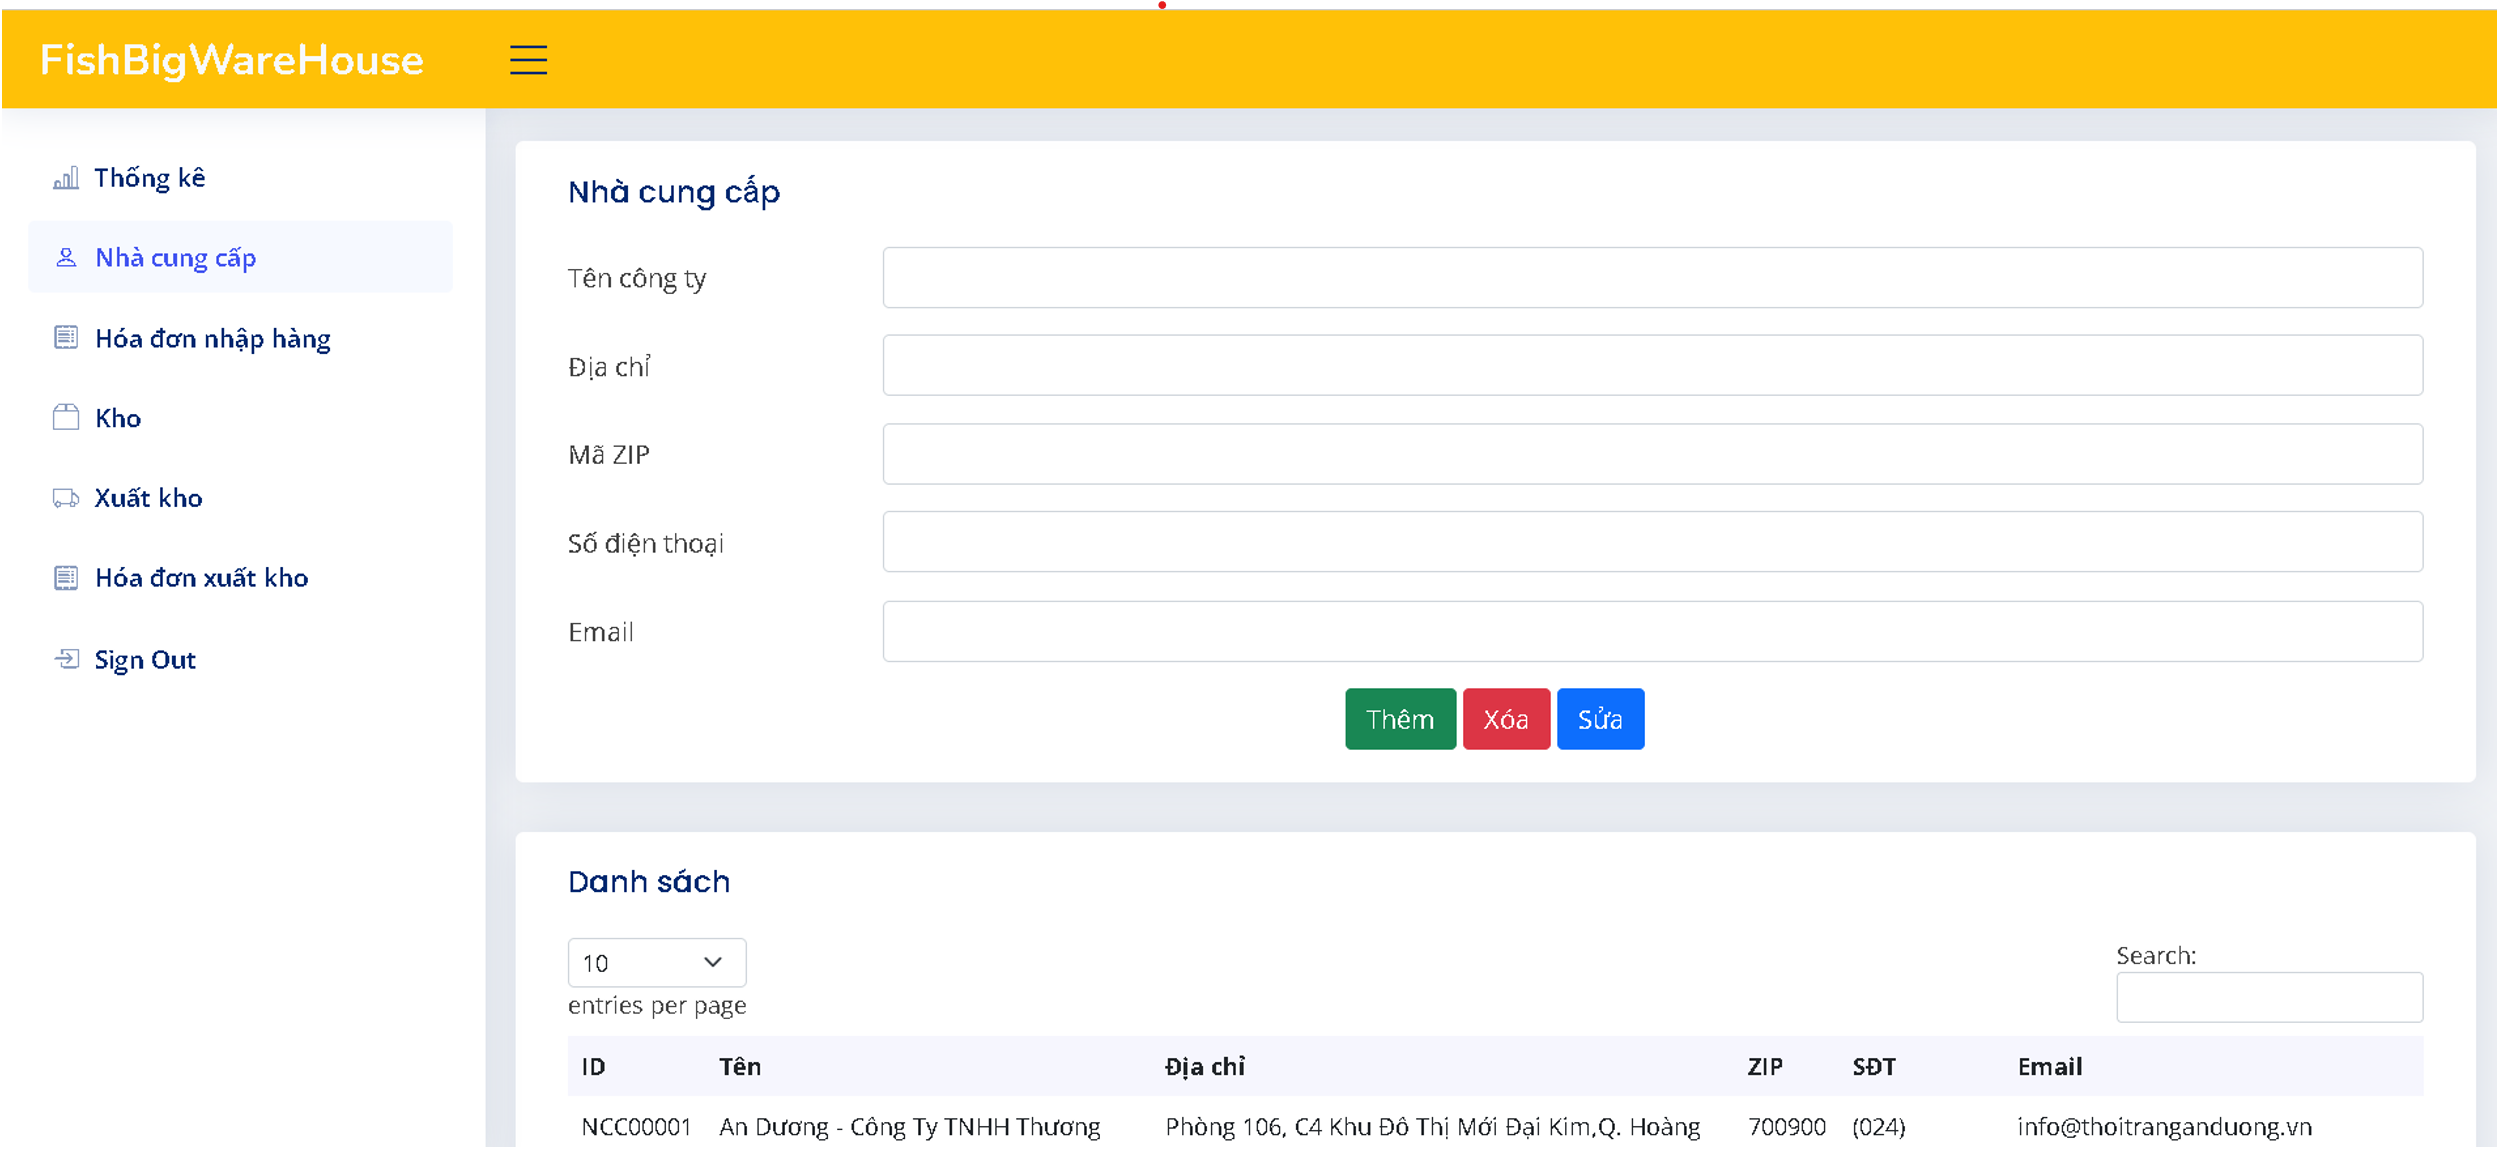 FishBigWareHouse
Thống kê
Nhà cung cấp
Hóa đơn nhập hàng
Kho
Xuất kho
Hóa đơn xuất kho
Sign Out
Nhà cung cấp
Tên công ty
Địa chỉ
Mã ZIP
Số điện thoại
Email
Thêm Xóa Sửa
Danh sách
10
entries per page
Search:
ID Tên Địa chỉ ZIP SĐT Email
NCC00001 An Dương - Công Ty TNHH Thương Phòng 106, C4 Khu Đô Thị Mới Đại Kim,Q. Hoàng 700900 (024) info@thoitranganduong.vn